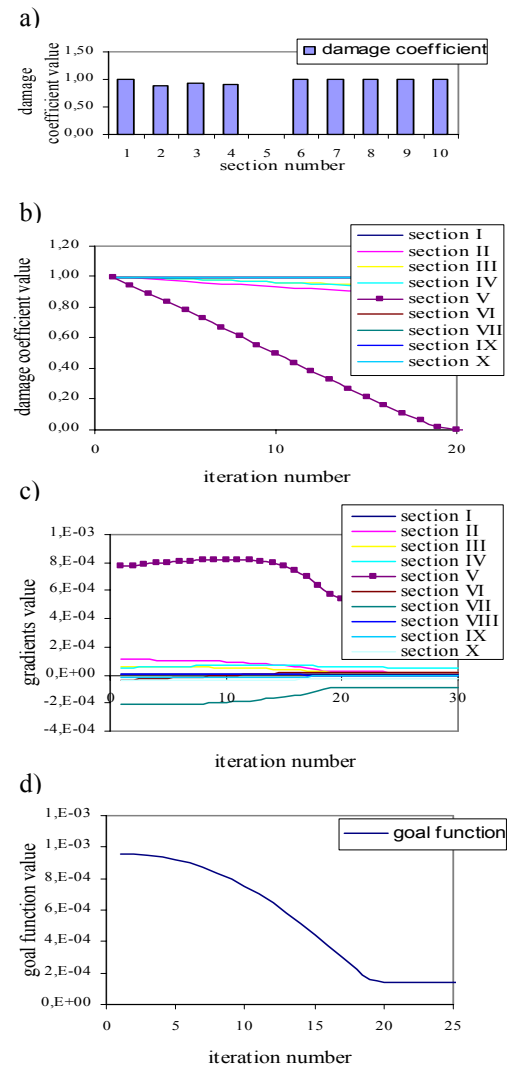 a)
damage
coefficient value
1,50
1,00
0,50
0,00
damage coefficient
1 2 3 4 5 6 7 8 9 10
section number
b)
damage coefficient value
1,20
1,00
0,80
0,60
0,40
0,20
0,00
0 10 20
section I
section II
section III
section IV
section V
section VI
section VII
section IX
section X
iteration number
c)
gradients value
1,E-03
8,E-04
6,E-04
4,E-04
2,E-04
0,E+00
-2,E-04
-4,E-04
0 10 20 30
section I
section II
section III
section IV
section V
section VI
section VII
section VIII
section IX
section X
iteration number
d)
goal function value
1,E-03
1,E-03
8,E-04
6,E-04
4,E-04
2,E-04
0,E+00
goal function
0 5 10 15 20 25
iteration number